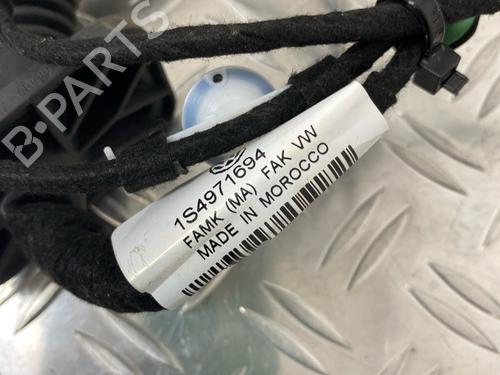 B-PARTS
1S4971694
FAMK (MA) FAK VW
MADE IN MOROCCO